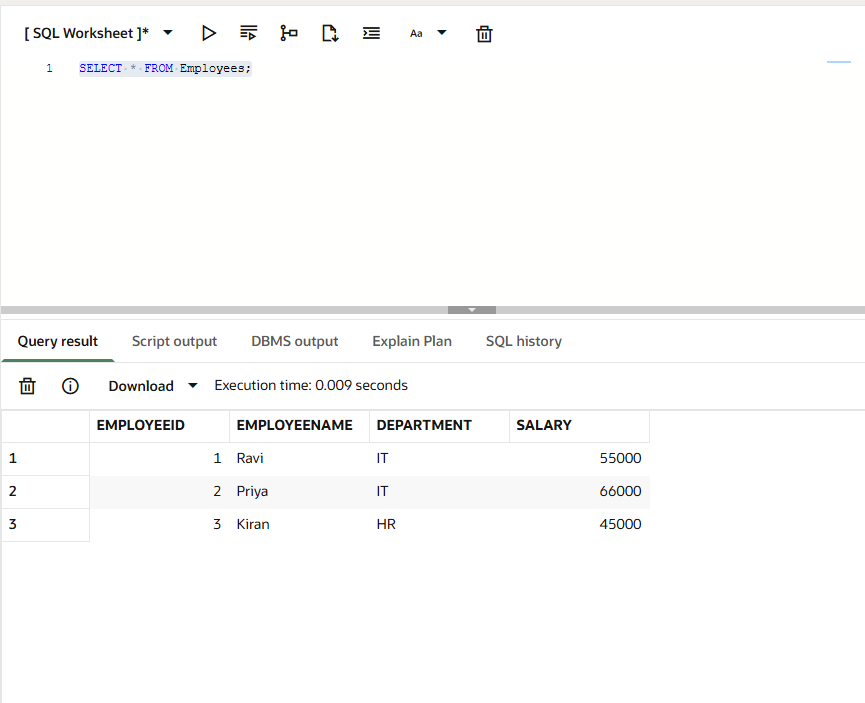 [ SQL Worksheet ]* Aa
1 SELECT * FROM Employees;
Query result Script output DBMS output Explain Plan SQL history
Download Execution time: 0.009 seconds
EMPLOYEEID EMPLOYEENAME DEPARTMENT SALARY
1 1 Ravi IT 55000
2 2 Priya IT 66000
3 3 Kiran HR 45000